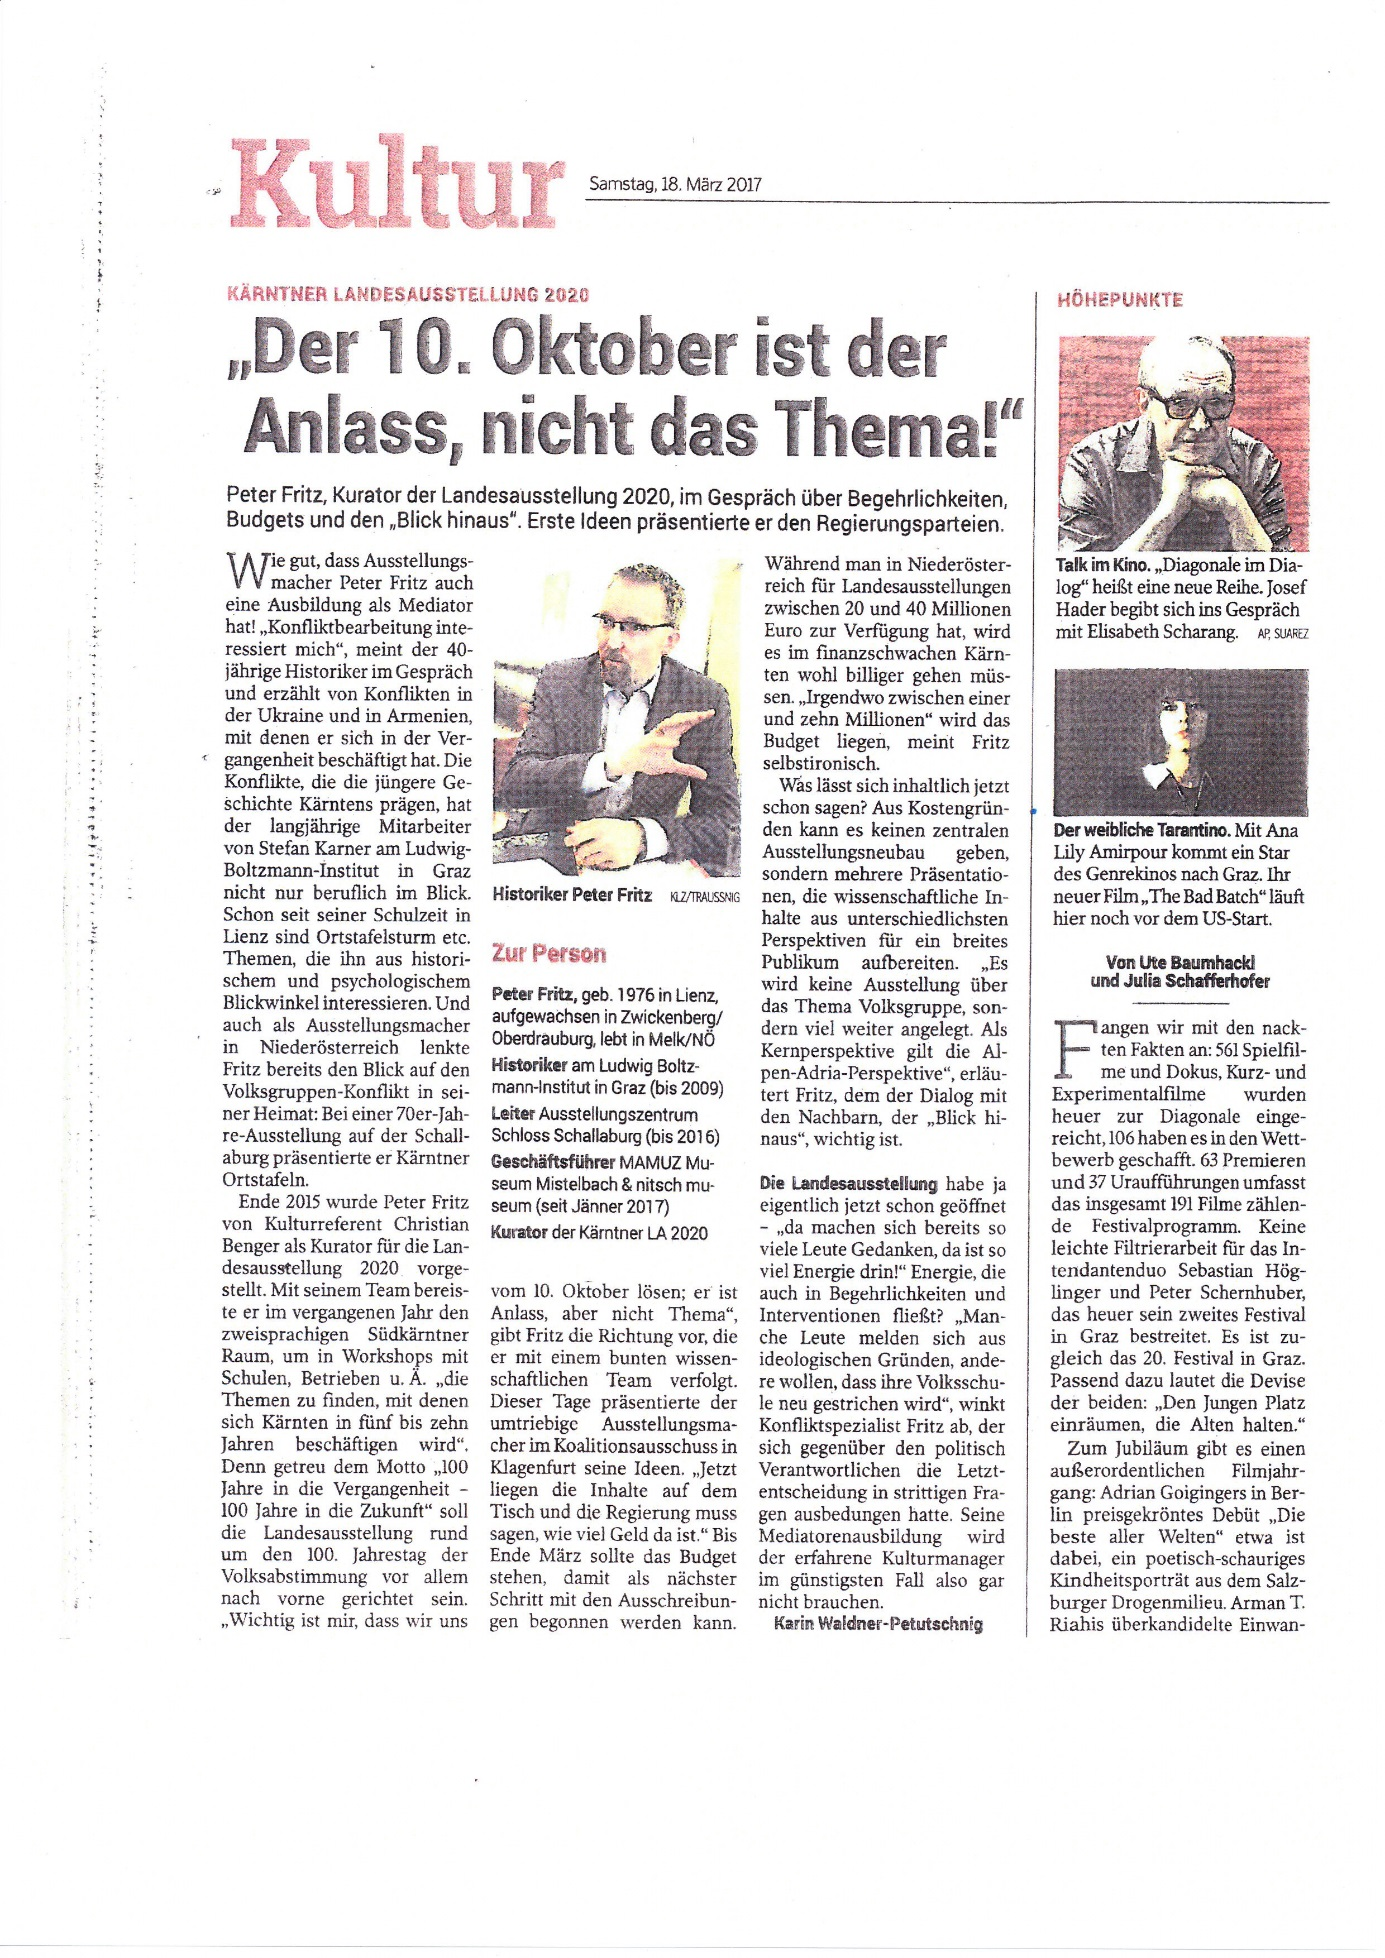 Kultur
Samstag, 18. März 2017
KÄRNTNER LANDESAUSSTELLUNG 2020
„Der 10. Oktober ist der
Anlass, nicht das Thema!“
Peter Fritz, Kurator der Landesausstellung 2020, im Gespräch über Begehrlichkeiten,
Budgets und den „Blick hinaus“. Erste Ideen präsentierte er den Regierungsparteien.
Wie gut, dass Ausstellungs-
macher Peter Fritz auch
eine Ausbildung als Mediator
hat! „Konfliktbearbeitung inte-
ressiert mich“, meint der 40-
jährige Historiker im Gespräch
und erzählt von Konflikten in
der Ukraine und in Armenien,
mit denen er sich in der Ver-
gangenheit beschäftigt hat. Die
Konflikte, die die jüngere Ge-
schichte Kärntens prägen, hat
der langjährige Mitarbeiter
von Stefan Karner am Ludwig-
Boltzmann-Institut in Graz
nicht nur beruflich im Blick.
Schon seit seiner Schulzeit in
Lienz sind Ortstafelsturm etc.
Themen, die ihn aus histori-
schem und psychologischem
Blickwinkel interessieren. Und
auch als Ausstellungsmacher
in Niederösterreich lenkte
Fritz bereits den Blick auf den
Volksgruppen-Konflikt in sei-
ner Heimat: Bei einer 70er-Jah-
re-Ausstellung auf der Schall-
aburg präsentierte er Kärntner
Ortstafeln.
Ende 2015 wurde Peter Fritz
von Kulturreferent Christian
Benger als Kurator für die Lan-
desausstellung 2020 vorge-
stellt. Mit seinem Team bereis-
te er im vergangenen Jahr den
zweisprachigen Südkärntner
Raum, um in Workshops mit
Schulen, Betrieben u. Ä. „die
Themen zu finden, mit denen
sich Kärnten in fünf bis zehn
Jahren beschäftigen wird“.
Denn getreu dem Motto „100
Jahre in die Vergangenheit –
100 Jahre in die Zukunft“ soll
die Landesausstellung rund
um den 100. Jahrestag der
Volksabstimmung vor allem
nach vorne gerichtet sein.
„Wichtig ist mir, dass wir uns
Historiker Peter Fritz KLZ/TRAUSSNIG
Zur Person
Peter Fritz, geb. 1976 in Lienz,
aufgewachsen in Zwickenberg/
Oberdrauburg, lebt in Melk/NÖ
Historiker am Ludwig Boltz-
mann-Institut in Graz (bis 2009)
Leiter Ausstellungszentrum
Schloss Schallaburg (bis 2016)
Geschäftsführer MAMUZ Mu-
seum Mistelbach & nitsch mu-
seum (seit Jänner 2017)
Kurator der Kärntner LA 2020
vom 10. Oktober lösen; er ist
Anlass, aber nicht Thema“,
gibt Fritz die Richtung vor, die
er mit einem bunten wissen-
schaftlichen Team verfolgt.
Dieser Tage präsentierte der
umtriebige Ausstellungsma-
cher im Koalitionsausschuss in
Klagenfurt seine Ideen. „Jetzt
liegen die Inhalte auf dem
Tisch und die Regierung muss
sagen, wie viel Geld da ist.“ Bis
Ende März sollte das Budget
stehen, damit als nächster
Schritt mit den Ausschreibun-
gen begonnen werden kann.
Während man in Niederöster-
reich für Landesausstellungen
zwischen 20 und 40 Millionen
Euro zur Verfügung hat, wird
es im finanzschwachen Kärn-
ten wohl billiger gehen müs-
sen. „Irgendwo zwischen einer
und zehn Millionen“ wird das
Budget liegen, meint Fritz
selbstironisch.
Was lässt sich inhaltlich jetzt
schon sagen? Aus Kostengrün-
den kann es keinen zentralen
Ausstellungsneubau geben,
sondern mehrere Präsentatio-
nen, die wissenschaftliche In-
halte aus unterschiedlichsten
Perspektiven für ein breites
Publikum aufbereiten. „Es
wird keine Ausstellung über
das Thema Volksgruppe, son-
dern viel weiter angelegt. Als
Kernperspektive gilt die Al-
pen-Adria-Perspektive“, erläu-
tert Fritz, dem der Dialog mit
den Nachbarn, der „Blick hi-
naus“, wichtig ist.
Die Landesausstellung habe ja
eigentlich jetzt schon geöffnet
– „da machen sich bereits so
viele Leute Gedanken, da ist so
viel Energie drin!“ Energie, die
auch in Begehrlichkeiten und
Interventionen fließt? „Man-
che Leute melden sich aus
ideologischen Gründen, ande-
re wollen, dass ihre Volksschu-
le neu gestrichen wird“, winkt
Konfliktspezialist Fritz ab, der
sich gegenüber den politisch
Verantwortlichen die Letzt-
entscheidung in strittigen Fra-
gen ausbedungen hatte. Seine
Mediatorenausbildung wird
der erfahrene Kulturmanager
im günstigsten Fall also gar
nicht brauchen.
Karin Waldner-Petutschnig
HÖHEPUNKTE
Talk im Kino. „Diagonale im Dia-
log“ heißt eine neue Reihe. Josef
Hader begibt sich ins Gespräch
mit Elisabeth Scharang. AP, SUAREZ
Der weibliche Tarantino. Mit Ana
Lily Amirpour kommt ein Star
des Genrekinos nach Graz. Ihr
neuer Film „The Bad Batch“ läuft
hier noch vor dem US-Start.
Von Ute Baumhackl
und Julia Schafferhofer
Fangen wir mit den nack-
ten Fakten an: 561 Spielfil-
me und Dokus, Kurz- und
Experimentalfilme wurden
heuer zur Diagonale einge-
reicht, 106 haben es in den Wett-
bewerb geschafft. 63 Premieren
und 37 Uraufführungen umfasst
das insgesamt 191 Filme zählen-
de Festivalprogramm. Keine
leichte Filtrierarbeit für das In-
tendantenduo Sebastian Hög-
linger und Peter Schernhuber,
das heuer sein zweites Festival
in Graz bestreitet. Es ist zu-
gleich das 20. Festival in Graz.
Passend dazu lautet die Devise
der beiden: „Den Jungen Platz
einräumen, die Alten halten.“
Zum Jubiläum gibt es einen
außerordentlichen Filmjahr-
gang: Adrian Goigingers in Ber-
lin preisgekröntes Debüt „Die
beste aller Welten“ etwa ist
dabei, ein poetisch-schauriges
Kindheitsporträt aus dem Salz-
burger Drogenmilieu. Arman T.
Riahis überkandidelte Einwan-